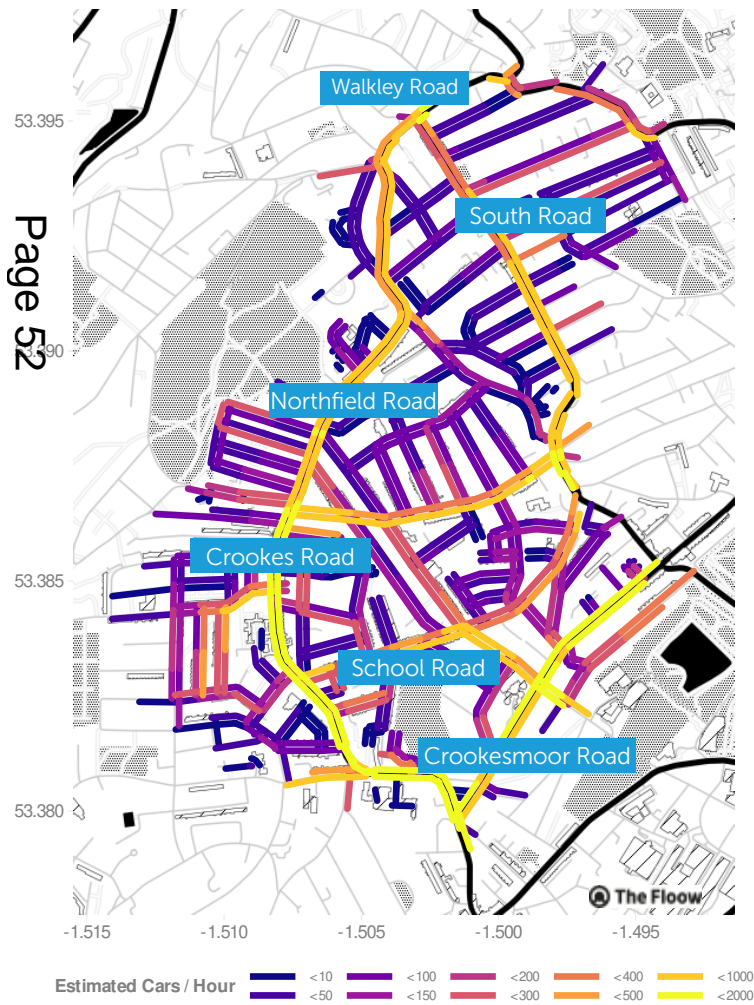 Walkley Road
53.395
Page 52
South Road
53.390
Northfield Road
Crookes Road
53.385
School Road
Crookesmoor Road
53.380
The Floow
-1.515 -1.510 -1.505 -1.500 -1.495
Estimated Cars / Hour <10 <100 <200 <400 <1000
<50 <150 <300 <500 <2000